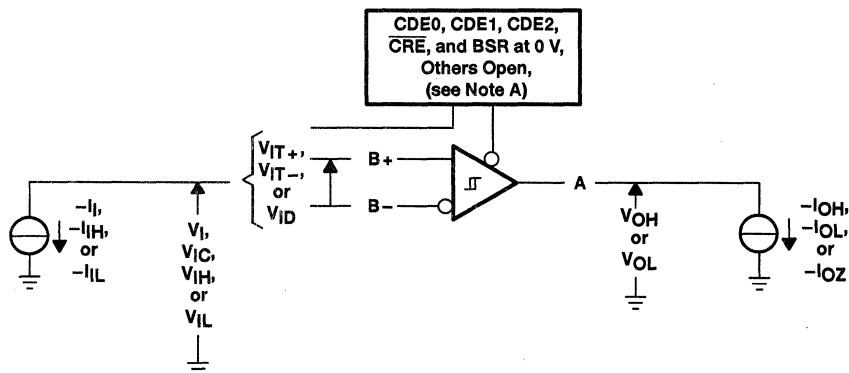 CDE0, CDE1, CDE2,
CRE, and BSR at 0 V,
Others Open,
(see Note A)
VIT+,
VIT−,
or
VID
B+
B−
A
−II,
−IIH,
or
−IIL
VI,
VIC,
VIH,
or
VIL
VOH
or
VOL
−IOH,
−IOL,
or
−IOZ